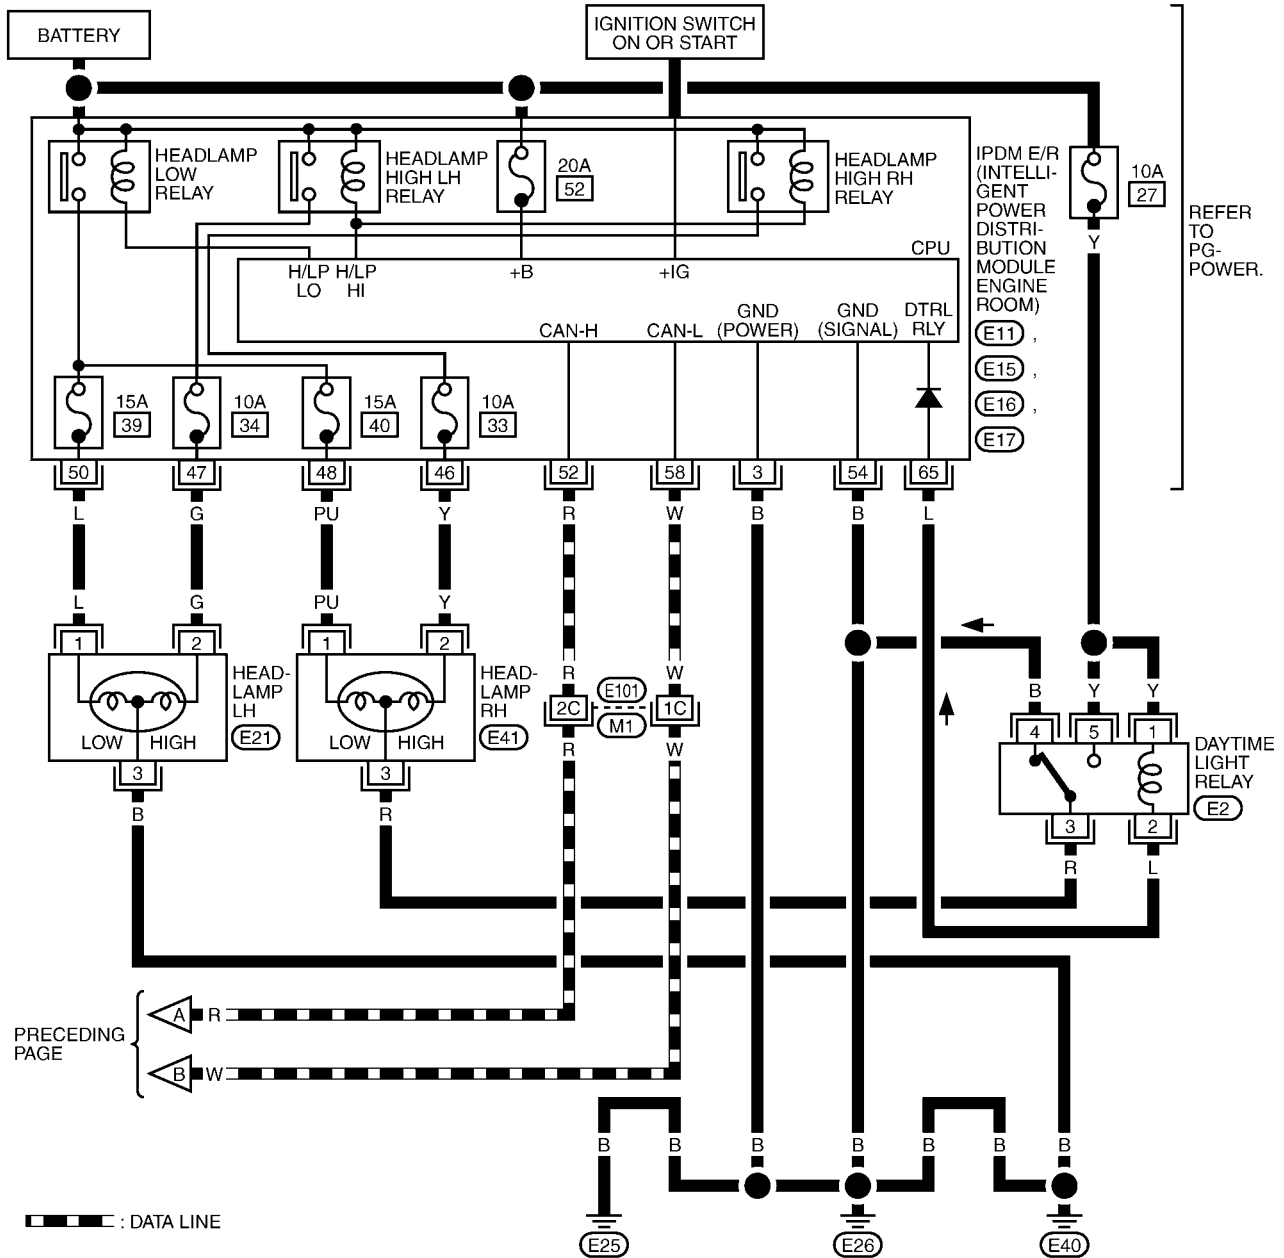 BATTERY
IGNITION SWITCH
ON OR START
HEADLAMP
LOW
RELAY
HEADLAMP
HIGH LH
RELAY
20A
52
HEADLAMP
HIGH RH
RELAY
IPDM E/R
(INTELLI-
GENT
POWER
DISTRI-
BUTION
MODULE
ENGINE
ROOM)
E11 ,
E15 ,
E16 ,
E17
10A
27
Y
REFER
TO
PG-
POWER.
CPU
H/LP
LO
H/LP
HI
+B
+IG
CAN-H
CAN-L
GND
(POWER)
GND
(SIGNAL)
DTRL
RLY
15A
39
10A
34
15A
40
10A
33
50 47 48 46 52 58 3 54 65
L G PU Y R W B B L
L G PU Y
1 2 1 2
HEAD-
LAMP
LH
E21
LOW HIGH
HEAD-
LAMP
RH
E41
LOW HIGH
3 3
B R
R W
2C E101 1C
M1
R W
B Y Y
4 5 1
DAYTIME
LIGHT
RELAY
E2
3 2
R L
PRECEDING
PAGE
A R
B W
B B B B B B B
E25 E26 E40
: DATA LINE